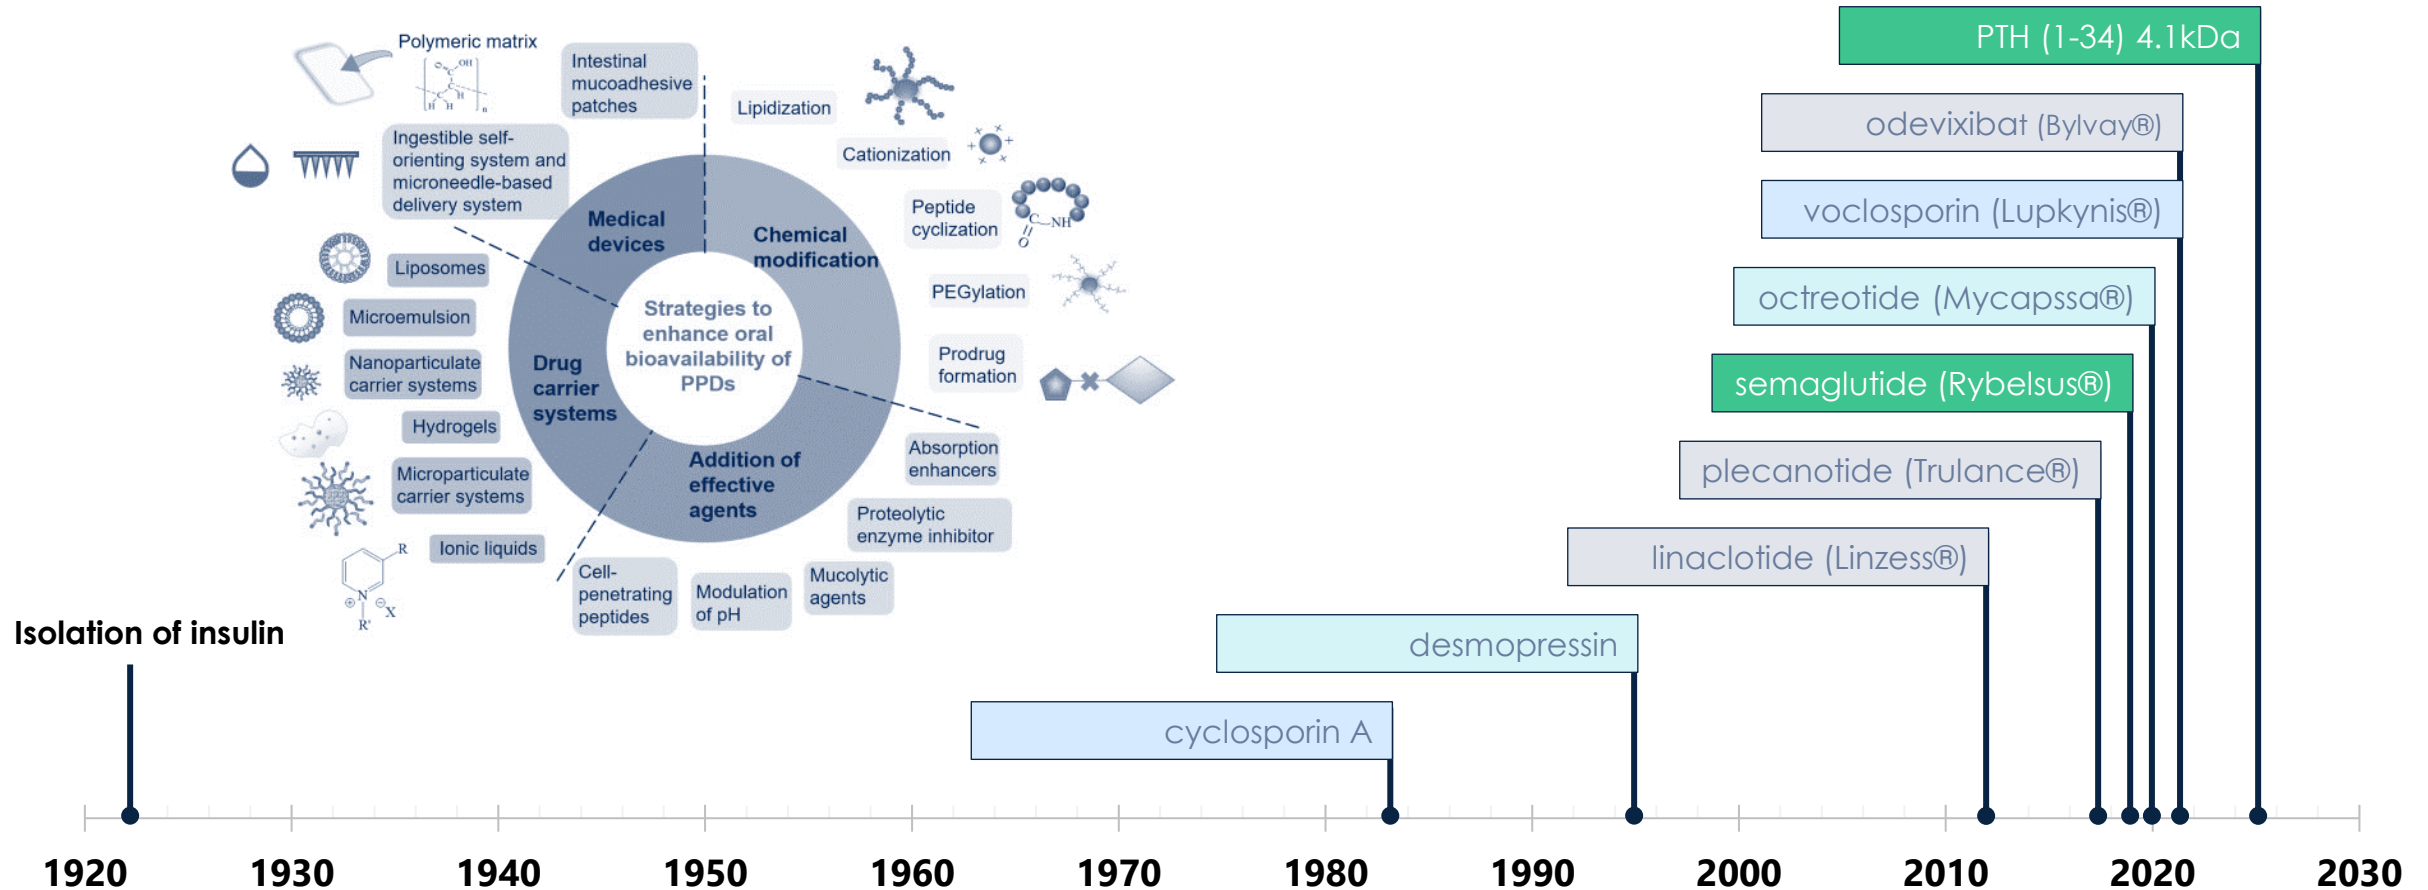 Polymeric matrix
O
OH
C
C
C
H
H
H
n
Intestinal
mucoadhesive
patches
Ingestible self-
orienting system and
microneedle-based
delivery system
Liposomes
Microemulsion
Nanoparticulate
carrier systems
Hydrogels
Microparticulate
carrier systems
Ionic liquids
R
N
⊕
⊖
X
R'
Medical
devices
Chemical
modification
Drug
carrier
systems
Addition of
effective
agents
Strategies to
enhance oral
bioavailability of
PPDs
Lipidization
Cationization
Peptide
cyclization
C—NH
O
PEGylation
Prodrug
formation
Absorption
enhancers
Proteolytic
enzyme inhibitor
Mucolytic
agents
Modulation
of pH
Cell-
penetrating
peptides
PTH (1-34) 4.1kDa
odevixibat (Bylvay®)
voclosporin (Lupkynis®)
octreotide (Mycapssa®)
semaglutide (Rybelsus®)
plecanotide (Trulance®)
linaclotide (Linzess®)
desmopressin
cyclosporin A
Isolation of insulin
1920 1930 1940 1950 1960 1970 1980 1990 2000 2010 2020 2030